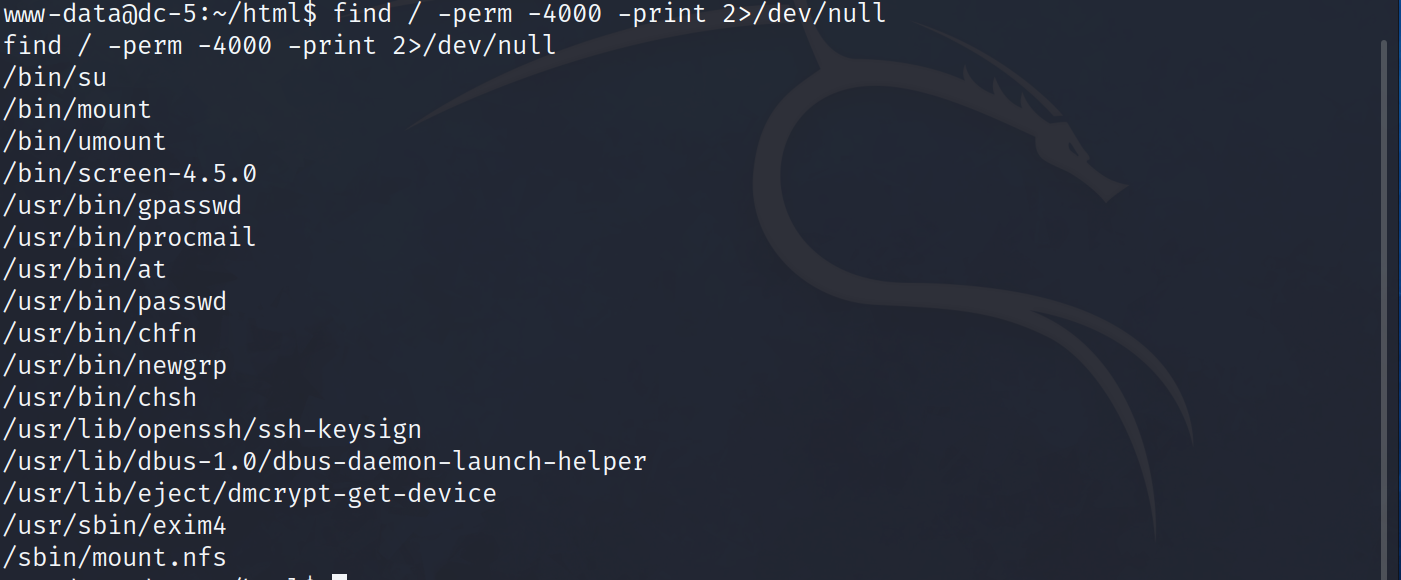 www-data@dc-5:~/html$ find / -perm -4000 -print 2>/dev/null
find / -perm -4000 -print 2>/dev/null
/bin/su
/bin/mount
/bin/umount
/bin/screen-4.5.0
/usr/bin/gpasswd
/usr/bin/procmail
/usr/bin/at
/usr/bin/passwd
/usr/bin/chfn
/usr/bin/newgrp
/usr/bin/chsh
/usr/lib/openssh/ssh-keysign
/usr/lib/dbus-1.0/dbus-daemon-launch-helper
/usr/lib/eject/dmcrypt-get-device
/usr/sbin/exim4
/sbin/mount.nfs